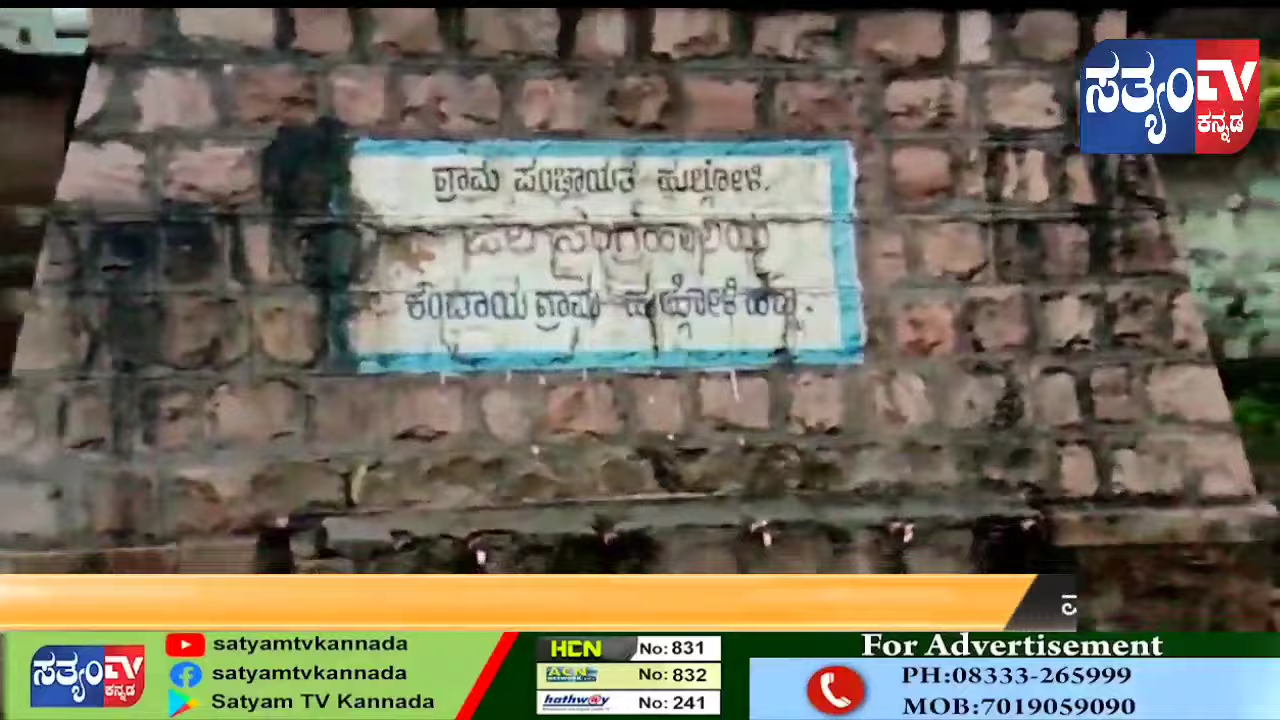 ಸತ್ಯಂ TV
ಕನ್ನಡ
ಗ್ರಾಮ ಪಂಚಾಯತ ಹುಲ್ಲೋಳಿ.
ಕಂದಾಯ ಗ್ರಾಮ
ಸತ್ಯಂ TV
ಕನ್ನಡ
satyamtvkannada
satyamtvkannada
Satyam TV Kannada
HCN No: 831
ACN No: 832
hathway No: 241
For Advertisement
PH:08333-265999
MOB:7019059090